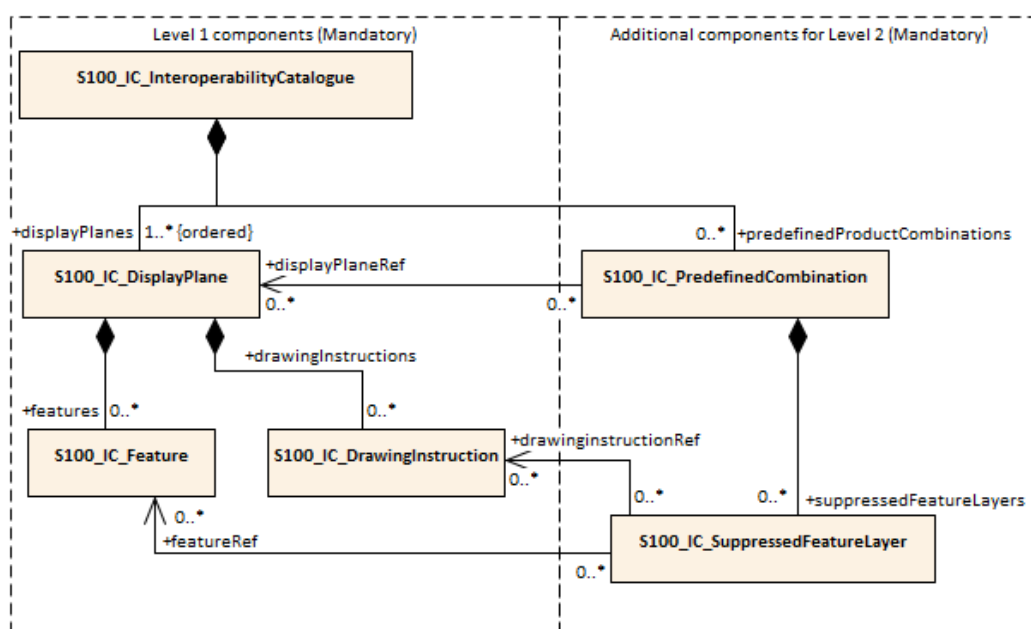 Level 1 components (Mandatory)
Additional components for Level 2 (Mandatory)
S100_IC_InteroperabilityCatalogue
+displayPlanes
1..* {ordered}
0..*
+predefinedProductCombinations
S100_IC_DisplayPlane
+displayPlaneRef
0..*
0..*
S100_IC_PredefinedCombination
+drawingInstructions
+features
0..*
0..*
S100_IC_Feature
S100_IC_DrawingInstruction
+drawinginstructionRef
0..*
0..*
0..*
+suppressedFeatureLayers
0..*
+featureRef
S100_IC_SuppressedFeatureLayer
0..*